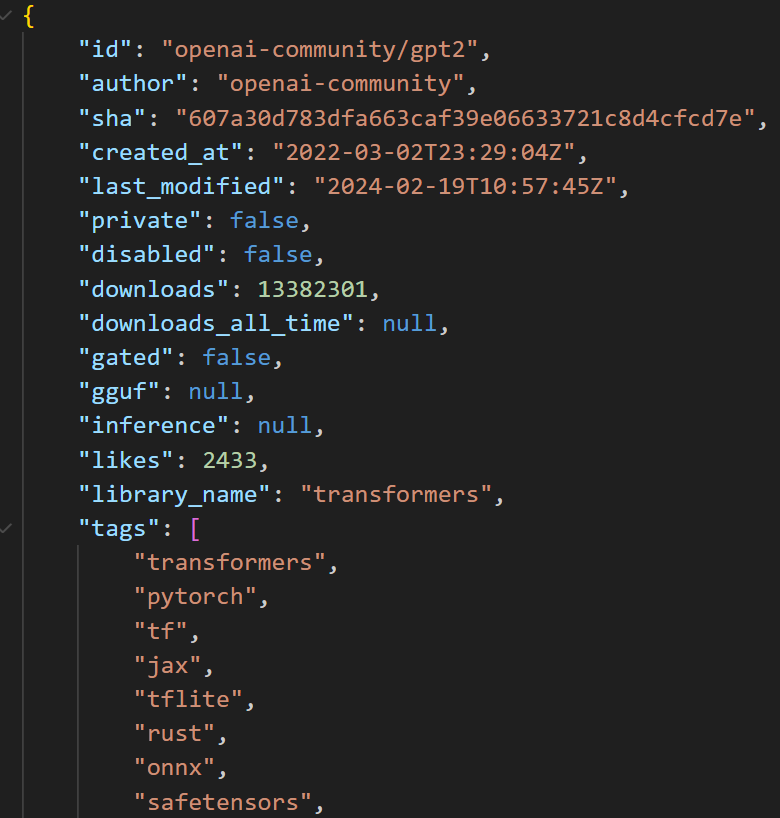 {
"id": "openai-community/gpt2",
"author": "openai-community",
"sha": "607a30d783dfa663caf39e06633721c8d4cfcd7e",
"created_at": "2022-03-02T23:29:04Z",
"last_modified": "2024-02-19T10:57:45Z",
"private": false,
"disabled": false,
"downloads": 13382301,
"downloads_all_time": null,
"gated": false,
"gguf": null,
"inference": null,
"likes": 2433,
"library_name": "transformers",
"tags": [
"transformers",
"pytorch",
"tf",
"jax",
"tflite",
"rust",
"onnx",
"safetensors",